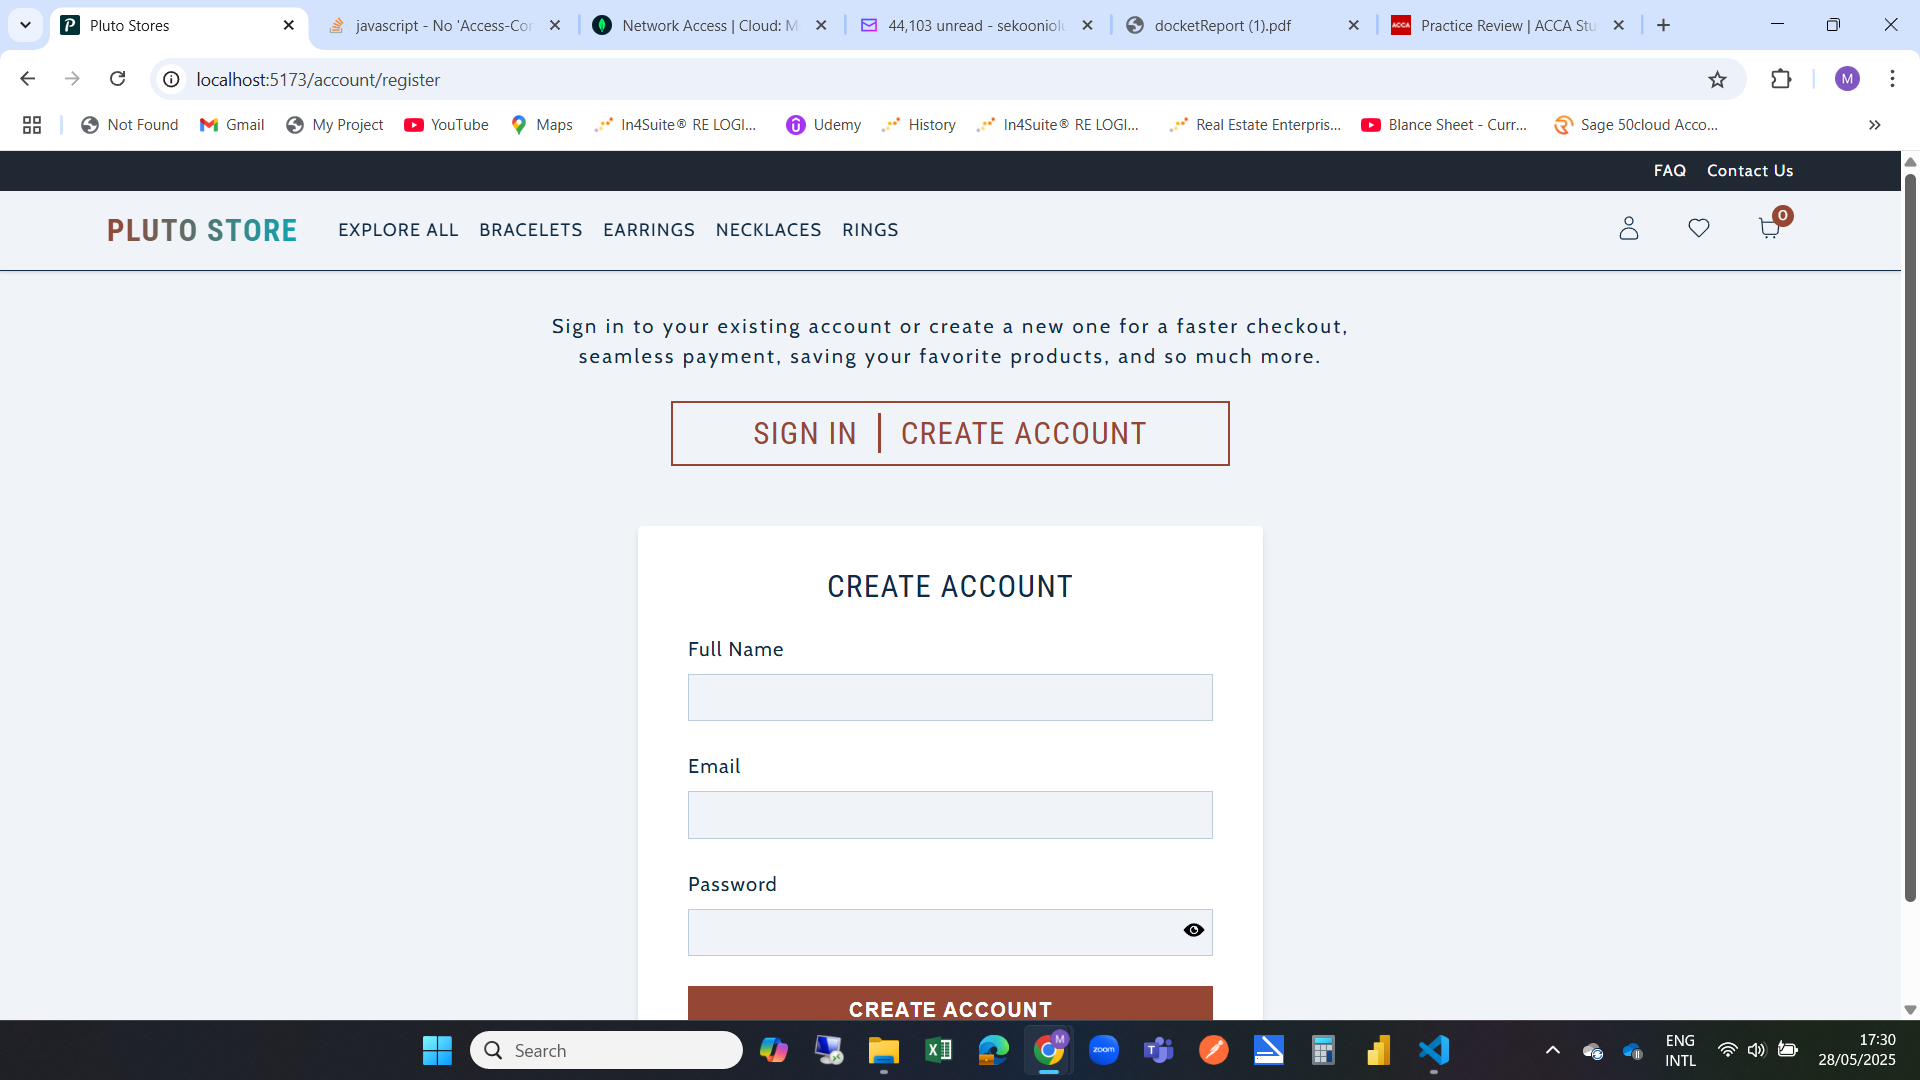 Pluto Stores
javascript - No 'Access-Cor
Network Access | Cloud: M
44,103 unread - sekooniolu
docketReport (1).pdf
Practice Review | ACCA Stu
localhost:5173/account/register
M
Not Found
Gmail
My Project
YouTube
Maps
In4Suite® RE LOGI...
Udemy
History
In4Suite® RE LOGI...
Real Estate Enterpris...
Blance Sheet - Curr...
Sage 50cloud Acco...
FAQ
Contact Us
PLUTO STORE
EXPLORE ALL
BRACELETS
EARRINGS
NECKLACES
RINGS
0
Sign in to your existing account or create a new one for a faster checkout,
seamless payment, saving your favorite products, and so much more.
SIGN IN
CREATE ACCOUNT
CREATE ACCOUNT
Full Name
Email
Password
CREATE ACCOUNT
Search
M
zoom
ENG
INTL
17:30
28/05/2025